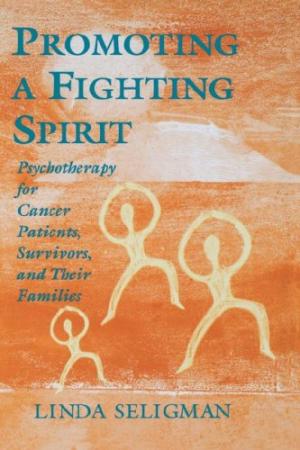 PROMOTING
A FIGHTING
SPIRIT
Psychotherapy
for
Cancer
Patients,
Survivors,
and Their
Families
LINDA SELIGMAN